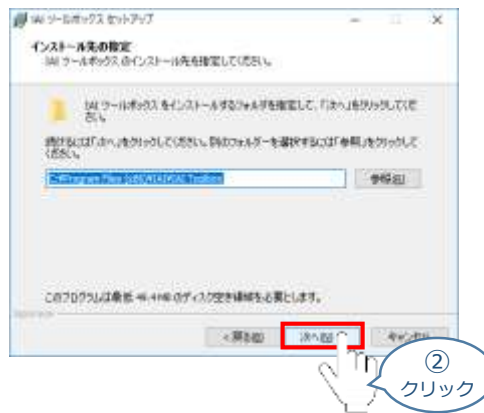 IAI ツールボックス セットアップ
インストール先の指定
IAI ツールボックス のインストール先を指定してください。
IAI ツールボックス をインストールするフォルダを指定して、「次へ」をクリックしてくだ
さい。
続けるには「次へ」をクリックしてください。別のフォルダーを選択するには「参照」をクリックして
ください。
C:\Program Files (x86)\IAI\IAI Toolbox
参照(R)
このプログラムは最低 MB のディスク空き領域を必要とします。
< 戻る(B)
次へ(N)
キャンセル
②
クリック